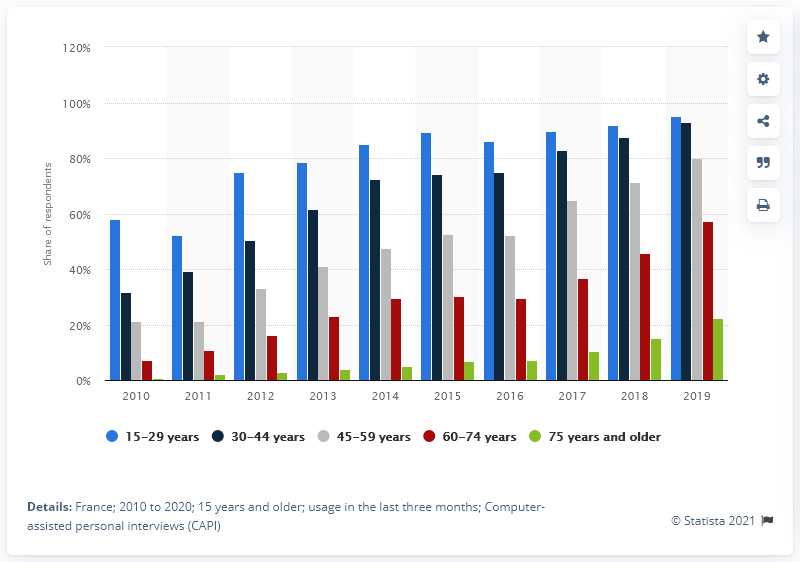 120%
100%
80%
60%
40%
20%
0%
Share of respondents
2010 2011 2012 2013 2014 2015 2016 2017 2018 2019
15–29 years 30–44 years 45–59 years 60–74 years 75 years and older
Details: France; 2010 to 2020; 15 years and older; usage in the last three months; Computer-
assisted personal interviews (CAPI)
© Statista 2021